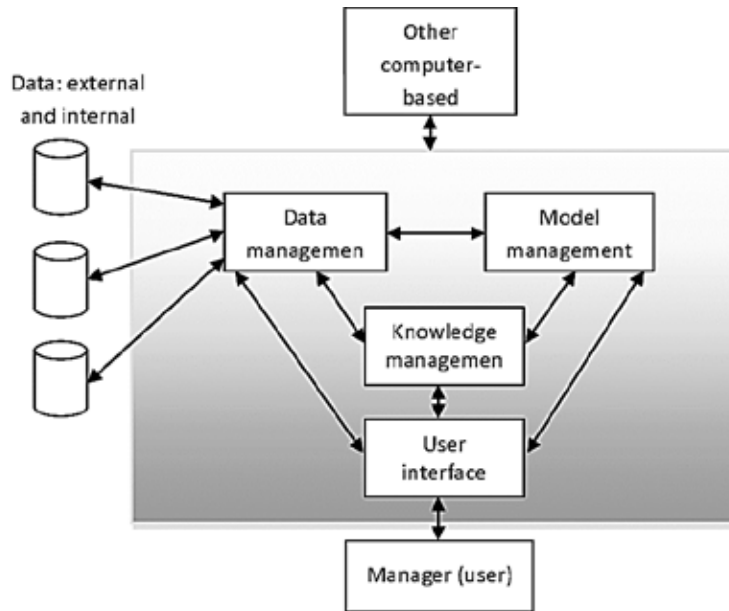 Other
computer-
based
Data: external
and internal
Data
managemen
Model
management
Knowledge
managemen
User
interface
Manager (user)